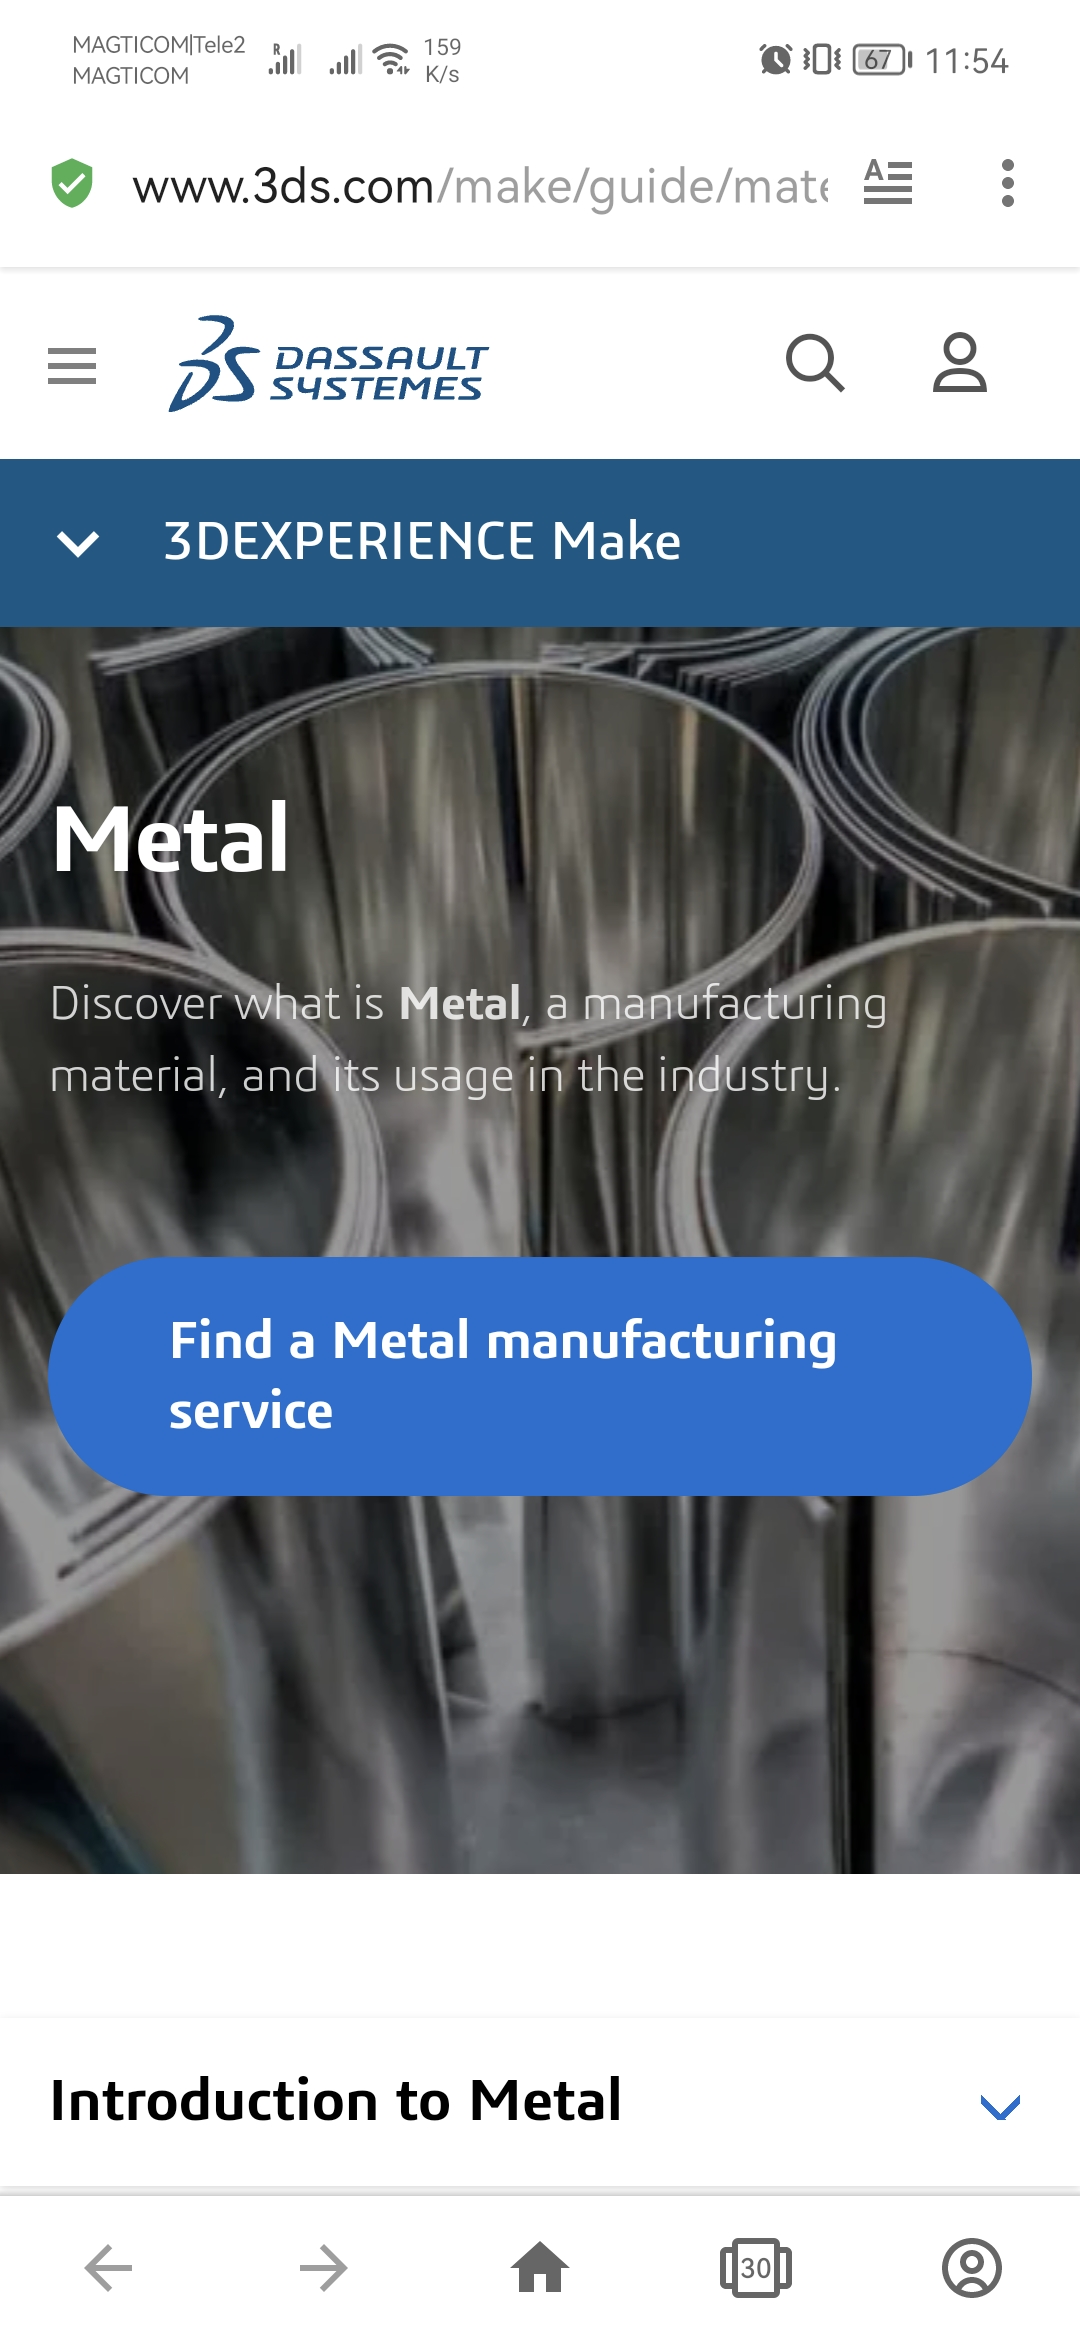 MAGTICOM|Tele2
MAGTICOM
R
159
K/s
67
11:54
www.3ds.com/make/guide/mate
A
3DS DASSAULT
SYSTEMES
3DEXPERIENCE Make
Metal
Discover what is Metal, a manufacturing
material, and its usage in the industry.
Find a Metal manufacturing
service
Introduction to Metal
30